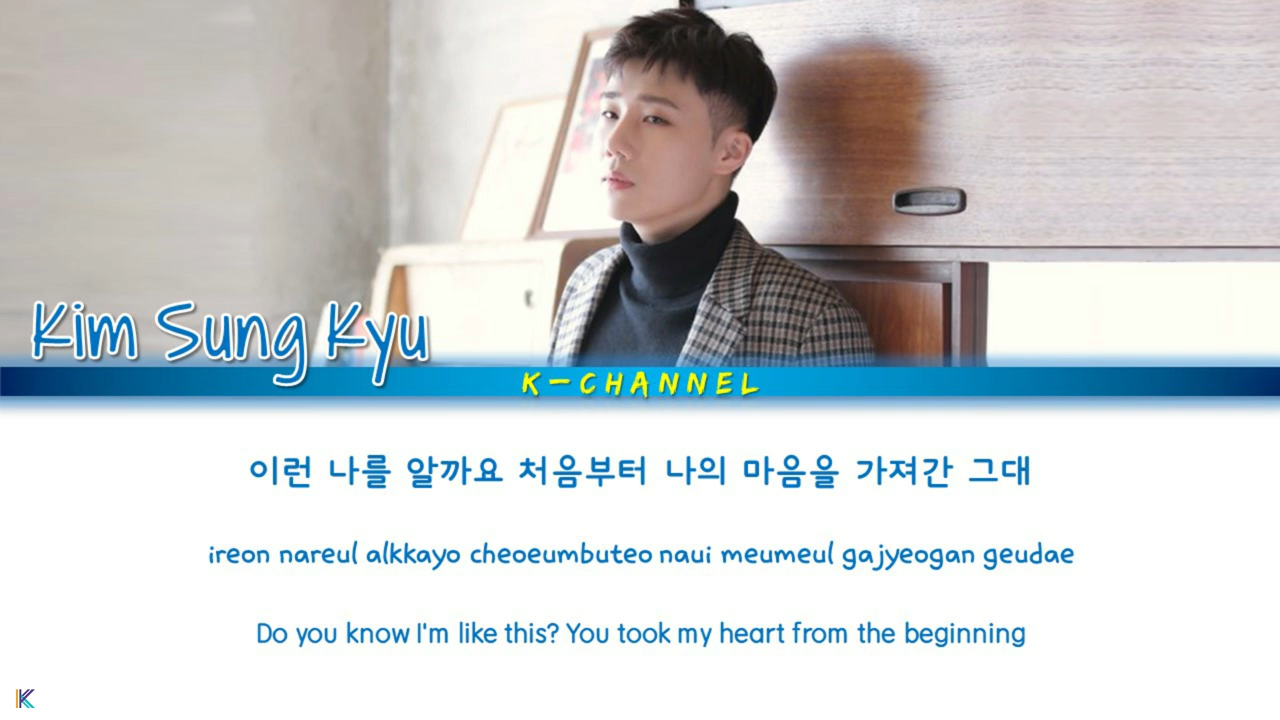 Kim Sung Kyu
K-CHANNEL
이런 나를 알까요 처음부터 나의 마음을 가져간 그대
ireon nareul alkkayo cheoeumbuteo naui meumeul gajyeogan geudae
Do you know I'm like this? You took my heart from the beginning
K